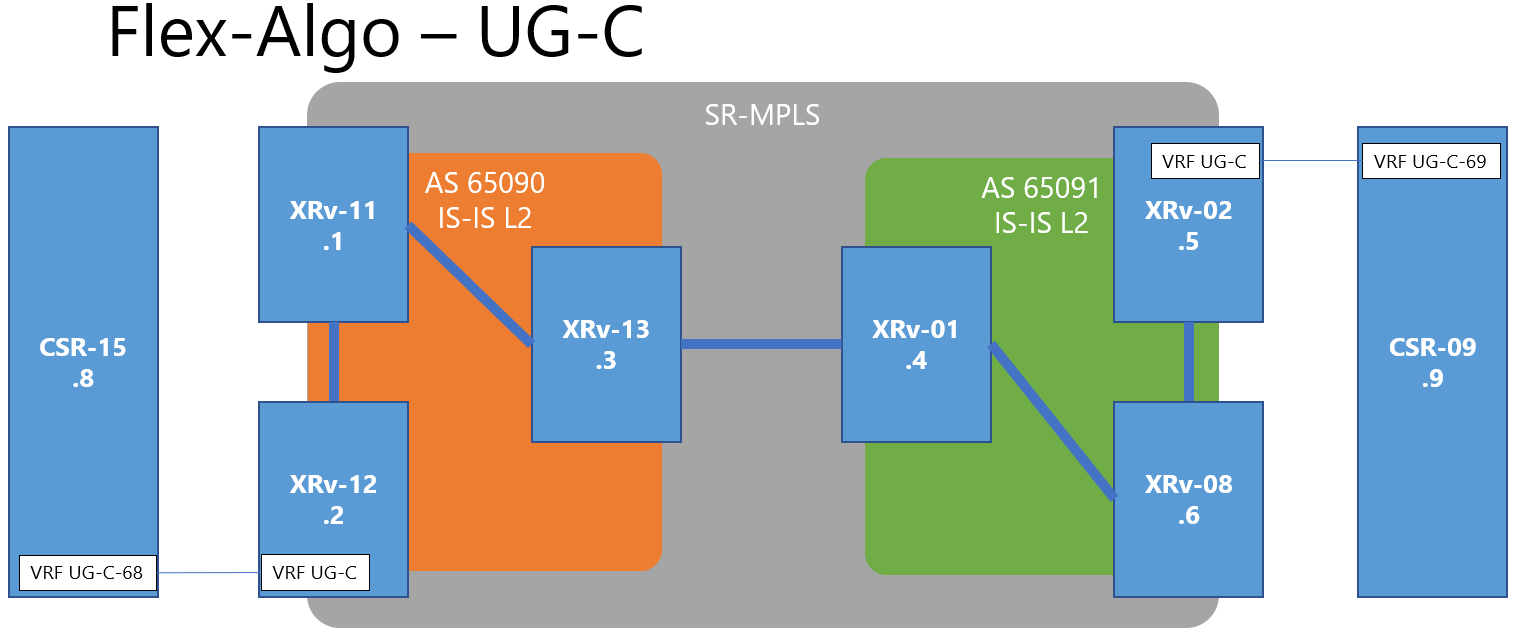 Flex-Algo – UG-C
SR-MPLS
AS 65090
IS-IS L2
AS 65091
IS-IS L2
CSR-15
.8
VRF UG-C-68
XRv-11
.1
XRv-12
.2
VRF UG-C
XRv-13
.3
XRv-01
.4
VRF UG-C
XRv-02
.5
XRv-08
.6
VRF UG-C-69
CSR-09
.9